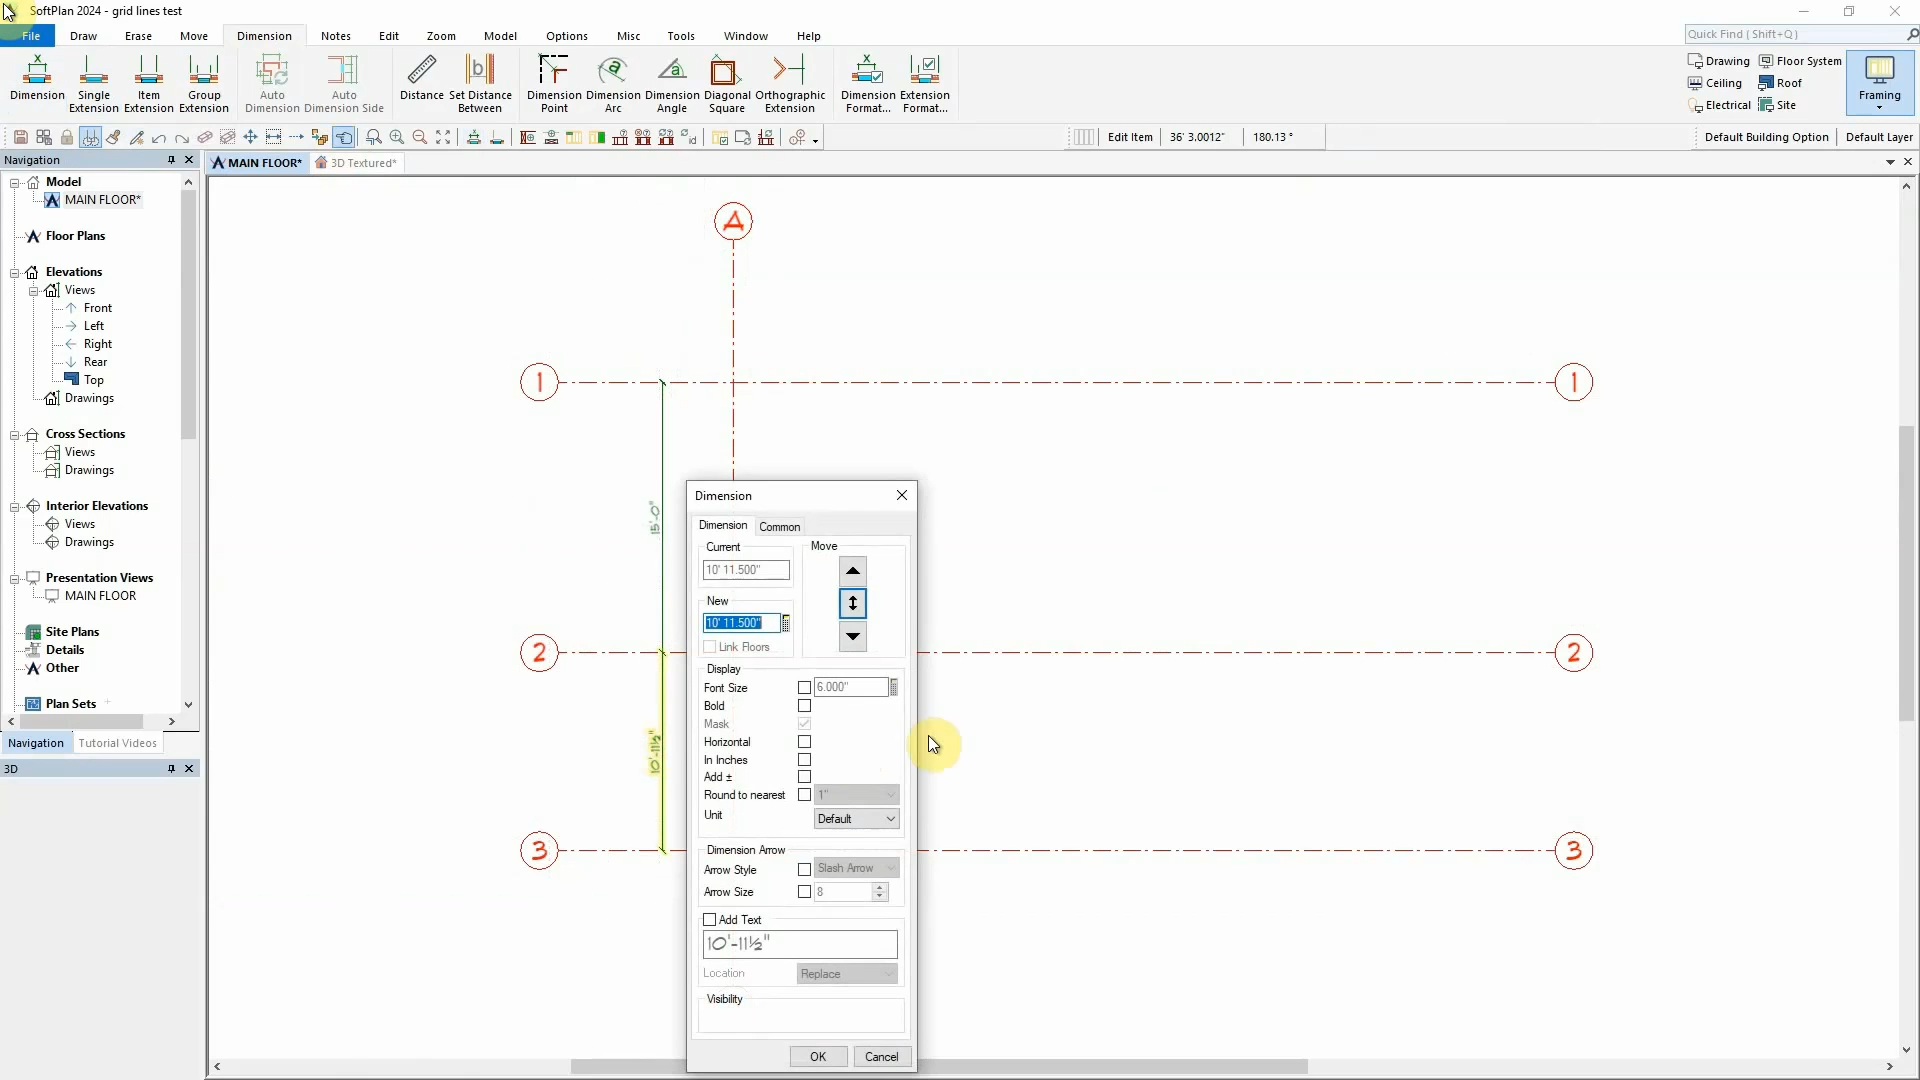 SoftPlan 2024 - grid lines test
File Draw Erase Move Dimension Notes Edit Zoom Model Options Misc Tools Window Help
Quick Find ( Shift+Q )
Dimension
Single Extension
Item Extension
Group Extension
Auto Dimension
Auto Dimension Side
Distance
Set Distance Between
Dimension Point
Dimension Arc
Dimension Angle
Diagonal Square
Orthographic Extension
Dimension Format...
Extension Format...
Drawing Floor System
Ceiling Roof
Electrical Site
Framing
Edit Item 36' 3.0012" 180.13 °
Default Building Option Default Layer
Navigation
MAIN FLOOR* 3D Textured*
Model
MAIN FLOOR*
Floor Plans
Elevations
Views
Front
Left
Right
Rear
Top
Drawings
Cross Sections
Views
Drawings
Interior Elevations
Views
Drawings
Presentation Views
MAIN FLOOR
Site Plans
Details
Other
Plan Sets
Navigation Tutorial Videos
3D
A
1 1
15'-0"
2 2
10'-11½"
3 3
Dimension
Dimension Common
Current
10' 11.500"
Move
New
10' 11.500"
Link Floors
Display
Font Size 6.000"
Bold
Mask
Horizontal
In Inches
Add ±
Round to nearest 1"
Unit Default
Dimension Arrow
Arrow Style Slash Arrow
Arrow Size 8
Add Text
10'-11½"
Location Replace
Visibility
OK Cancel